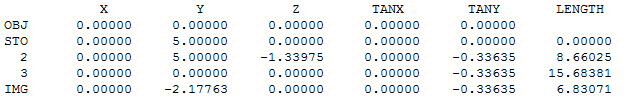 X Y Z TANX TANY LENGTH
OBJ 0.00000 0.00000 0.00000 0.00000 0.00000
STO 0.00000 5.00000 0.00000 0.00000 0.00000 0.00000
2 0.00000 5.00000 -1.33975 0.00000 -0.33635 8.66025
3 0.00000 0.00000 0.00000 0.00000 -0.33635 15.68381
IMG 0.00000 -2.17763 0.00000 0.00000 -0.33635 6.83071